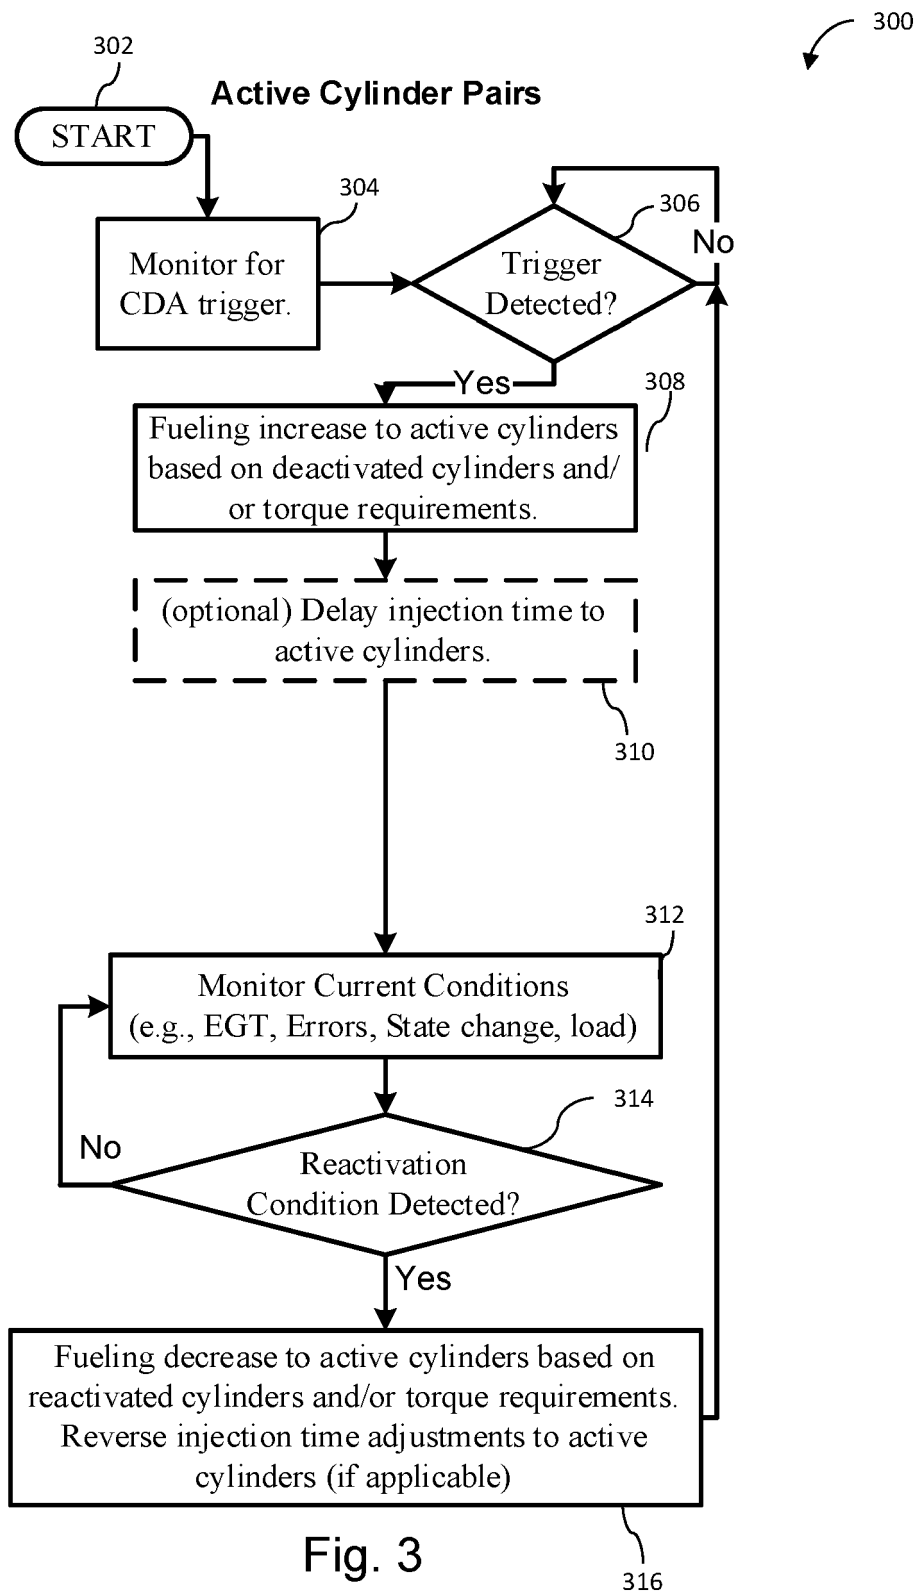 300
302
Active Cylinder Pairs
START
304
Monitor for
CDA trigger.
306
Trigger
Detected?
No
Yes
308
Fueling increase to active cylinders
based on deactivated cylinders and/
or torque requirements.
(optional) Delay injection time to
active cylinders.
310
312
Monitor Current Conditions
(e.g., EGT, Errors, State change, load)
314
Reactivation
Condition Detected?
No
Yes
Fueling decrease to active cylinders based on
reactivated cylinders and/or torque requirements.
Reverse injection time adjustments to active
cylinders (if applicable)
316
Fig. 3